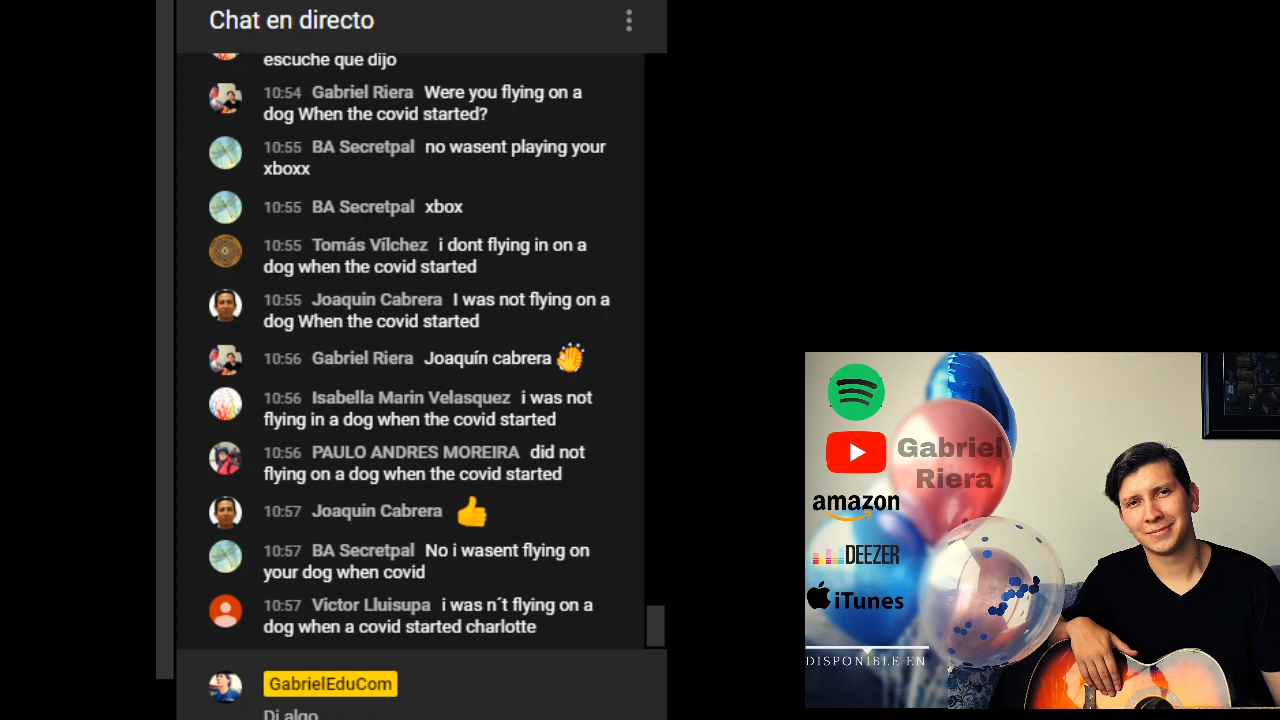 Chat en directo
escuche que dijo
10:54 Gabriel Riera Were you flying on a
dog When the covid started?
10:55 BA Secretpal no wasent playing your
xboxx
10:55 BA Secretpal xbox
10:55 Tomás Vílchez i dont flying in on a
dog when the covid started
10:55 Joaquin Cabrera I was not flying on a
dog When the covid started
10:56 Gabriel Riera Joaquín cabrera 👏
10:56 Isabella Marin Velasquez i was not
flying in a dog when the covid started
10:56 PAULO ANDRES MOREIRA did not
flying on a dog when the covid started
10:57 Joaquin Cabrera 👍
10:57 BA Secretpal No i wasent flying on
your dog when covid
10:57 Victor Lluisupa i was n´t flying on a
dog when a covid started charlotte
GabrielEduCom
Di algo
Gabriel
Riera
amazon
DEEZER
iTunes
DISPONIBLE EN